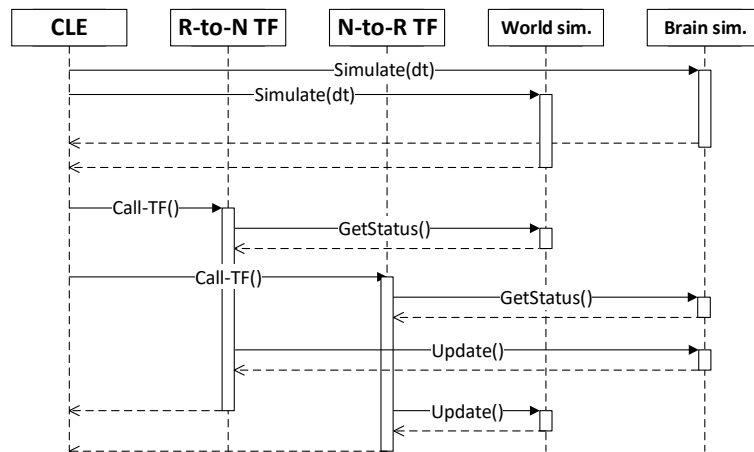 CLE
R-to-N TF
N-to-R TF
World sim.
Brain sim.
Simulate(dt)
Simulate(dt)
Call-TF()
GetStatus()
Call-TF()
GetStatus()
Update()
Update()